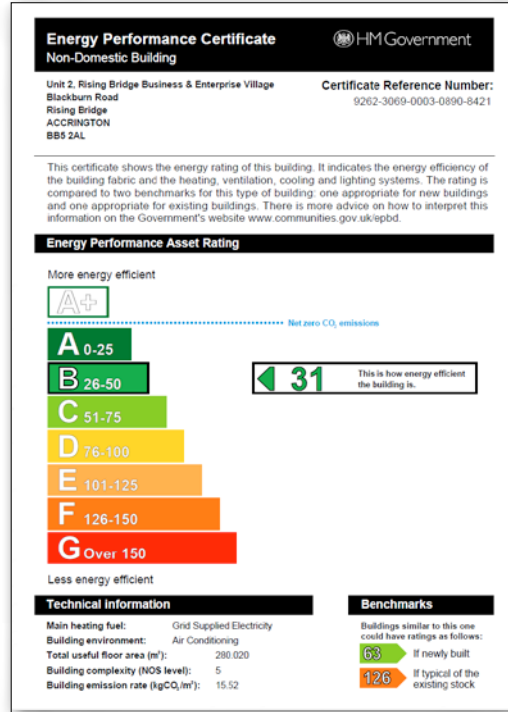 Energy Performance Certificate
HM Government
Non-Domestic Building
Unit 2, Rising Bridge Business & Enterprise Village
Blackburn Road
Rising Bridge
ACCRINGTON
BB5 2AL
Certificate Reference Number:
9262-3069-0003-0890-8421
This certificate shows the energy rating of this building. It indicates the energy efficiency of
the building fabric and the heating, ventilation, cooling and lighting systems. The rating is
compared to two benchmarks for this type of building: one appropriate for new buildings
and one appropriate for existing buildings. There is more advice on how to interpret this
information on the Government's website www.communities.gov.uk/epbd.
Energy Performance Asset Rating
More energy efficient
A+
Net zero CO₂ emissions
A 0-25
B 26-50
31
This is how energy efficient
the building is.
C 51-75
D 76-100
E 101-125
F 126-150
G Over 150
Less energy efficient
Technical information
Main heating fuel: Grid Supplied Electricity
Building environment: Air Conditioning
Total useful floor area (m²): 280.020
Building complexity (NOS level): 5
Building emission rate (kgCO₂/m²): 15.52
Benchmarks
Buildings similar to this one
could have ratings as follows:
63 If newly built
126 If typical of the
existing stock